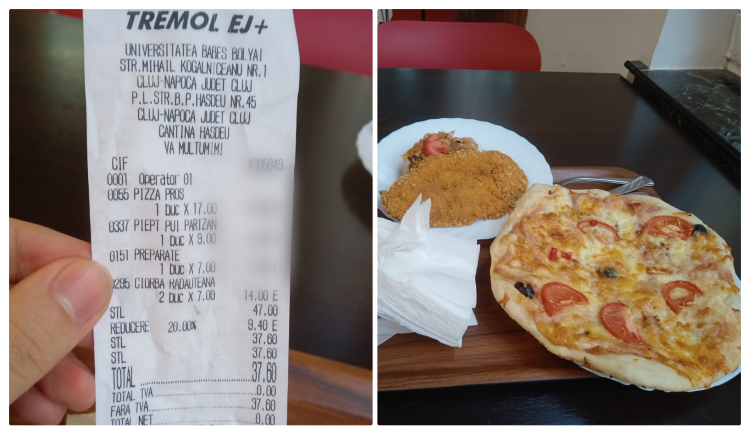 TREMOL EJ+
UNIVERSITATEA BABES BOLYAI
STR.MIHAIL KOGALNICEANU NR.1
CLUJ-NAPOCA JUDET CLUJ
P.L.STR.B.P.HASDEU NR.45
CLUJ-NAPOCA JUDET CLUJ
CANTINA HASDEU
VA MULTUMIM!
CIF
0001 Operator 01
0855 PIZZA PROS
1 buc X 17.00
0337 PIEPT PUI PARIZIAN
1 buc X 9.00
0151 PREPARATE
1 buc X 7.00
0295 CIORBA RADAUTEANA
2 buc X 7.00 14.00 E
STL 47.00
REDUCERE 20.00% 9.40 E
STL 37.60
STL 37.60
TOTAL 37.60
TOTAL TVA 0.00
FARA TVA 37.60
TOTAL NET 0.00